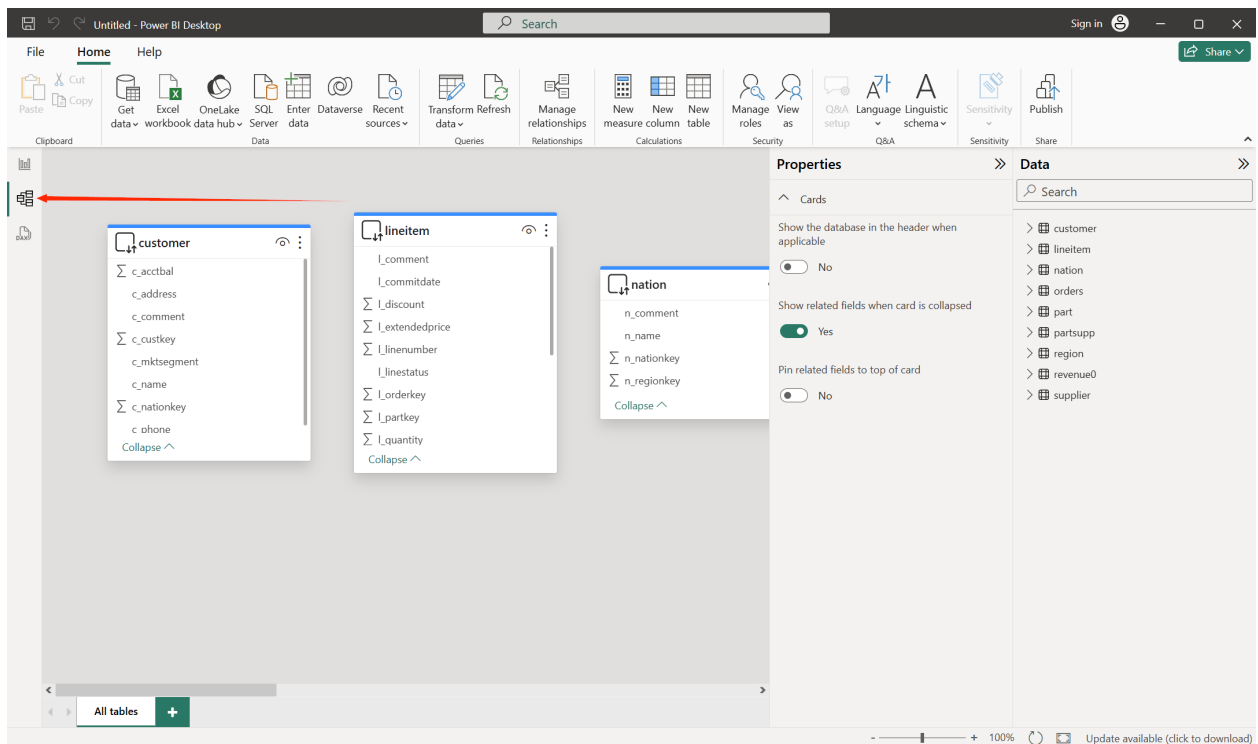 Untitled - Power BI Desktop
Search
Sign in
File Home Help
Share
Paste
Cut
Copy
Get data
Excel workbook
OneLake data hub
SQL Server
Enter data
Dataverse
Recent sources
Transform data
Refresh
Manage relationships
New measure
New column
New table
Manage roles
View as
Q&A setup
Language
Linguistic schema
Sensitivity
Publish
Clipboard
Data
Queries
Relationships
Calculations
Security
Q&A
Sensitivity
Share
DAX
customer
c_acctbal
c_address
c_comment
c_custkey
c_mktsegment
c_name
c_nationkey
c_phone
Collapse
lineitem
l_comment
l_commitdate
l_discount
l_extendedprice
l_linenumber
l_linestatus
l_orderkey
l_partkey
l_quantity
Collapse
nation
n_comment
n_name
n_nationkey
n_regionkey
Collapse
Properties
Cards
Show the database in the header when
applicable
No
Show related fields when card is collapsed
Yes
Pin related fields to top of card
No
Data
Search
customer
lineitem
nation
orders
part
partsupp
region
revenue0
supplier
All tables
+
- + 100%
Update available (click to download)